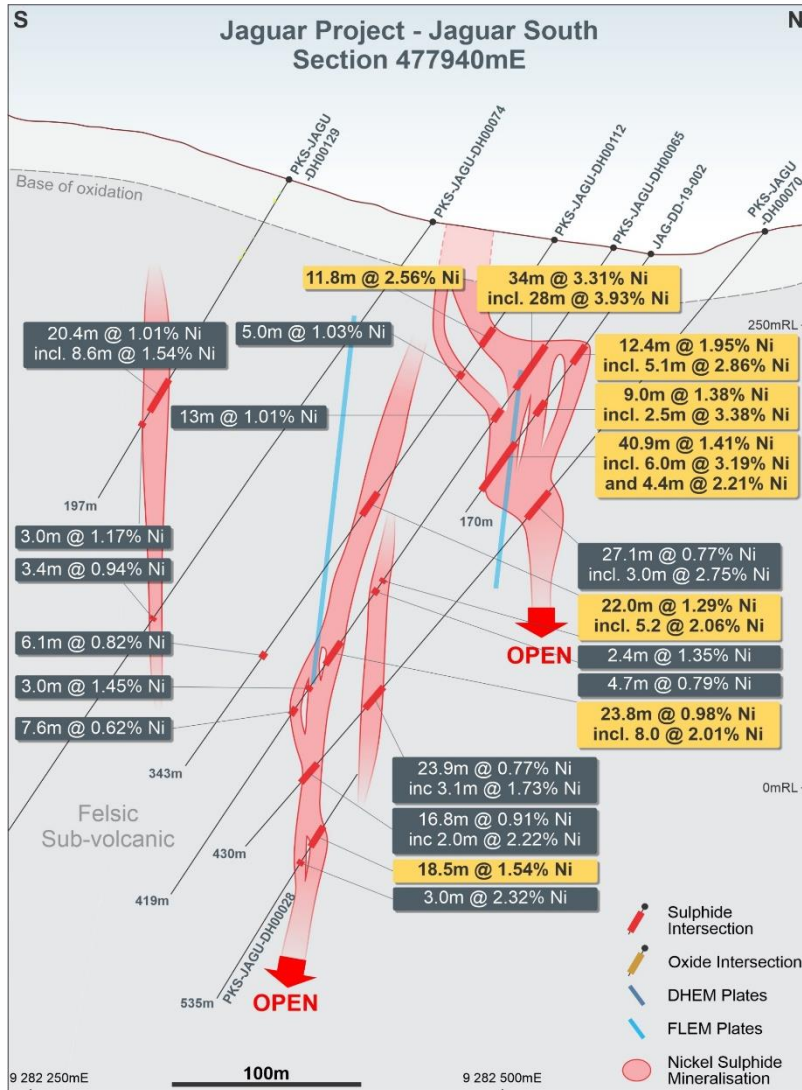 S
N
Jaguar Project - Jaguar South
Section 477940mE
PKS-JAGU
-DH00129
PKS-JAGU-DH00074
PKS-JAGU-DH00112
PKS-JAGU-DH00065
JAG-DD-19-002
PKS-JAGU
-DH00070
Base of oxidation
11.8m @ 2.56% Ni
34m @ 3.31% Ni
incl. 28m @ 3.93% Ni
250mRL
20.4m @ 1.01% Ni
incl. 8.6m @ 1.54% Ni
5.0m @ 1.03% Ni
12.4m @ 1.95% Ni
incl. 5.1m @ 2.86% Ni
9.0m @ 1.38% Ni
incl. 2.5m @ 3.38% Ni
13m @ 1.01% Ni
40.9m @ 1.41% Ni
incl. 6.0m @ 3.19% Ni
and 4.4m @ 2.21% Ni
197m
170m
3.0m @ 1.17% Ni
3.4m @ 0.94% Ni
27.1m @ 0.77% Ni
incl. 3.0m @ 2.75% Ni
22.0m @ 1.29% Ni
incl. 5.2 @ 2.06% Ni
OPEN
6.1m @ 0.82% Ni
2.4m @ 1.35% Ni
3.0m @ 1.45% Ni
4.7m @ 0.79% Ni
7.6m @ 0.62% Ni
23.8m @ 0.98% Ni
incl. 8.0 @ 2.01% Ni
343m
23.9m @ 0.77% Ni
inc 3.1m @ 1.73% Ni
0mRL
Felsic
Sub-volcanic
16.8m @ 0.91% Ni
inc 2.0m @ 2.22% Ni
430m
18.5m @ 1.54% Ni
419m
3.0m @ 2.32% Ni
PKS-JAGU-DH00028
535m
OPEN
Sulphide
Intersection
Oxide Intersection
DHEM Plates
FLEM Plates
Nickel Sulphide
Mineralisation
9 282 250mE
100m
9 282 500mE